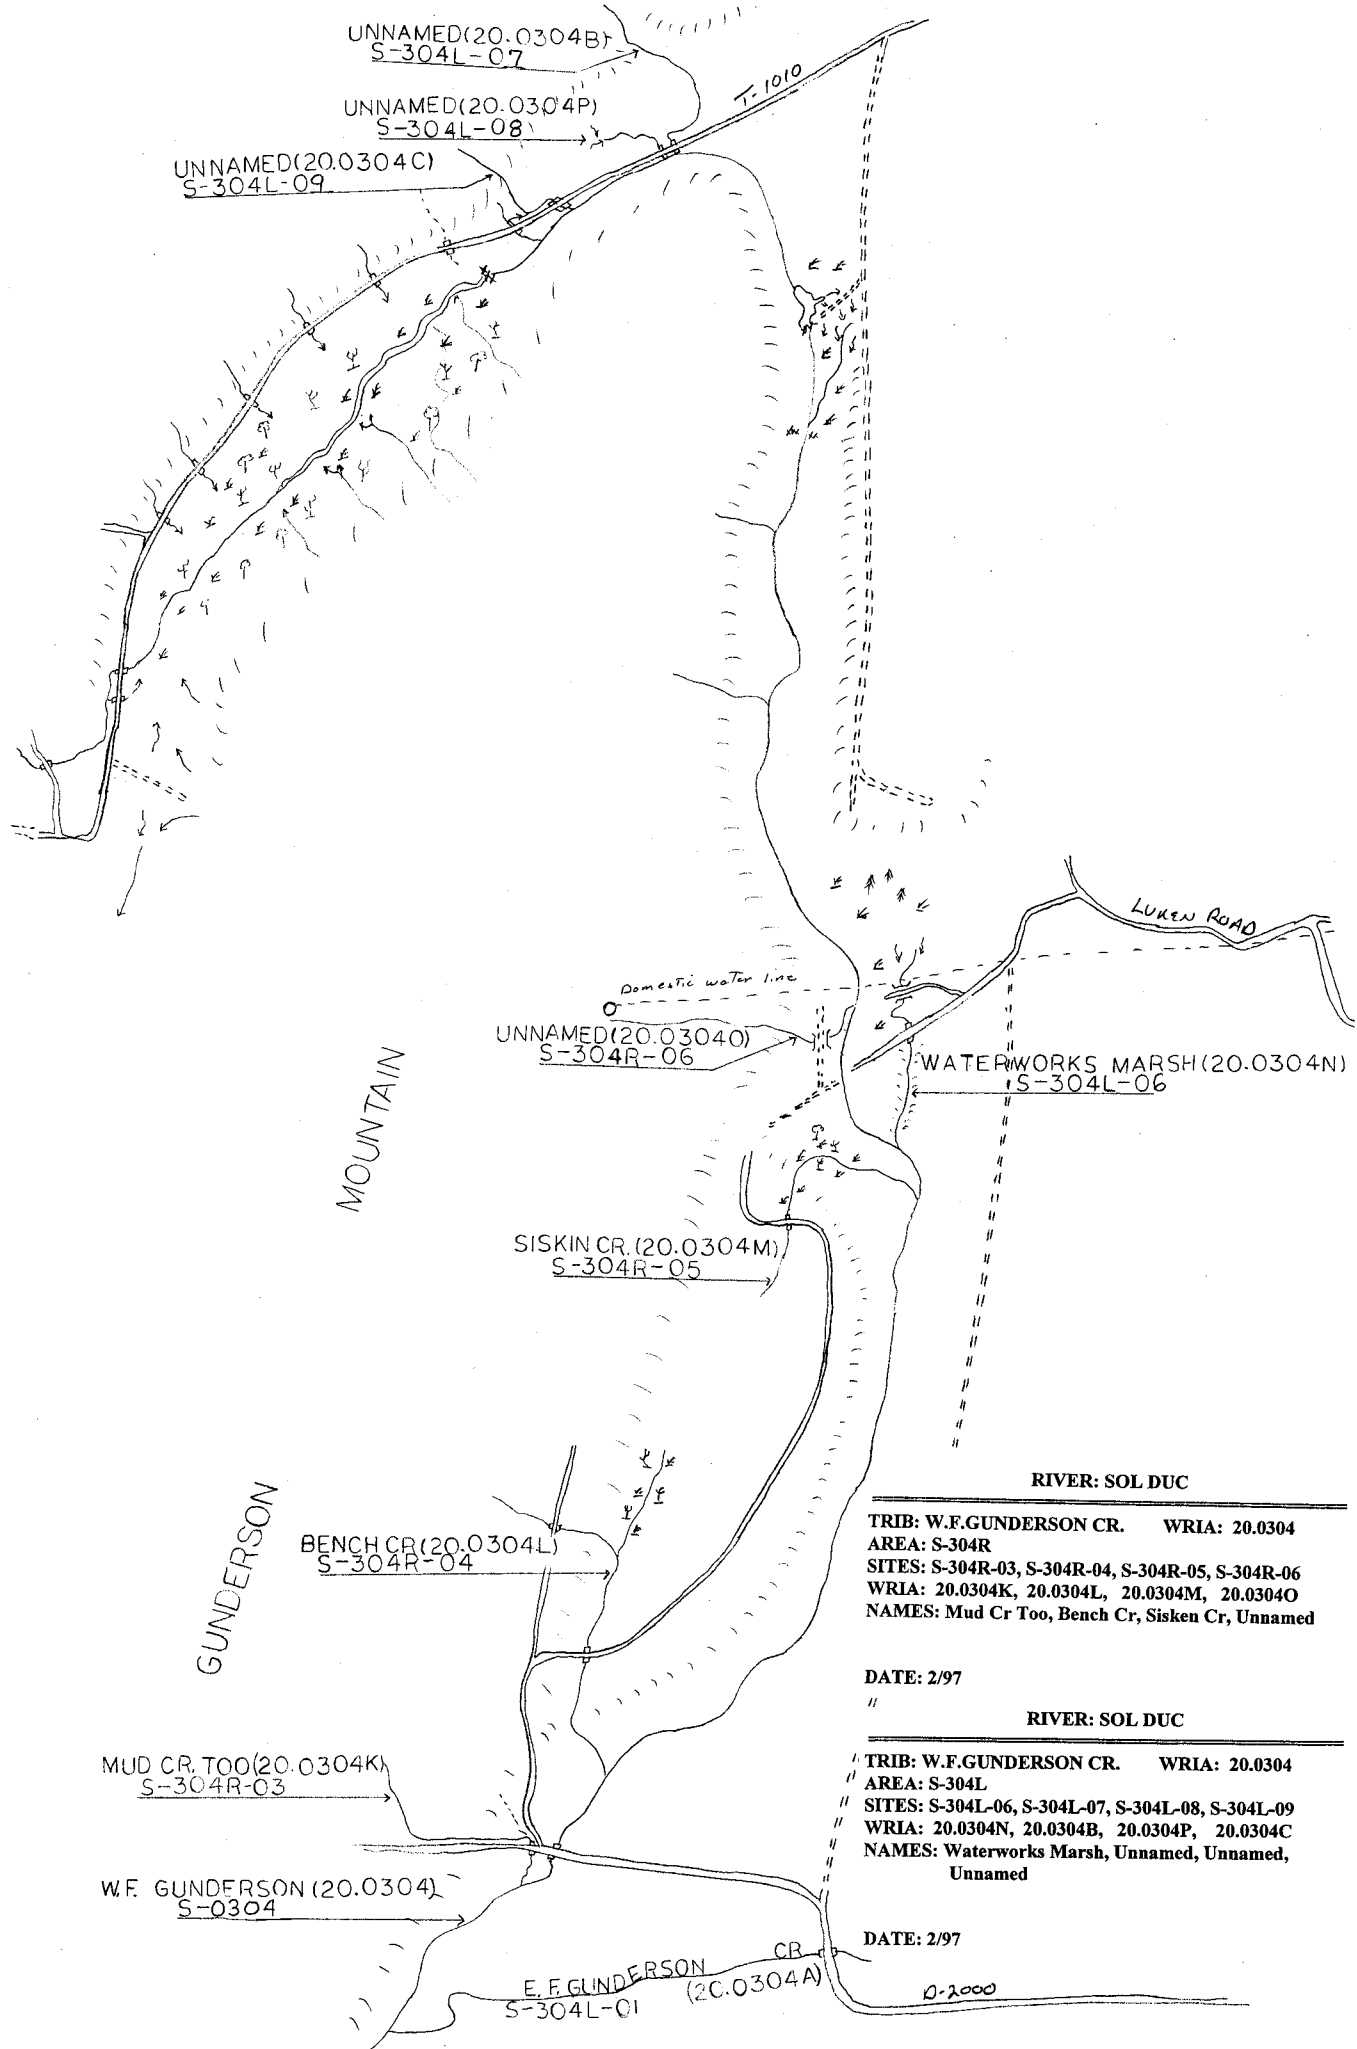 UNNAMED(20.0304B)
S-304L-07
T-1010
UNNAMED(20.0304P)
S-304L-08
UNNAMED(20.0304C)
S-304L-09
LUKEN ROAD
Domestic water line
UNNAMED(20.0304O)
S-304R-06
WATERWORKS MARSH(20.0304N)
S-304L-06
MOUNTAIN
SISKIN CR.(20.0304M)
S-304R-05
GUNDERSON
BENCH CR(20.0304L)
S-304R-04
RIVER: SOL DUC
TRIB: W.F.GUNDERSON CR. WRIA: 20.0304
AREA: S-304R
SITES: S-304R-03, S-304R-04, S-304R-05, S-304R-06
WRIA: 20.0304K, 20.0304L, 20.0304M, 20.0304O
NAMES: Mud Cr Too, Bench Cr, Sisken Cr, Unnamed
DATE: 2/97
RIVER: SOL DUC
TRIB: W.F.GUNDERSON CR. WRIA: 20.0304
AREA: S-304L
SITES: S-304L-06, S-304L-07, S-304L-08, S-304L-09
WRIA: 20.0304N, 20.0304B, 20.0304P, 20.0304C
NAMES: Waterworks Marsh, Unnamed, Unnamed,
Unnamed
DATE: 2/97
MUD CR. TOO(20.0304K)
S-304R-03
W.F. GUNDERSON (20.0304)
S-0304
E.F. GUNDERSON CR
(20.0304A)
S-304L-01
D-2000